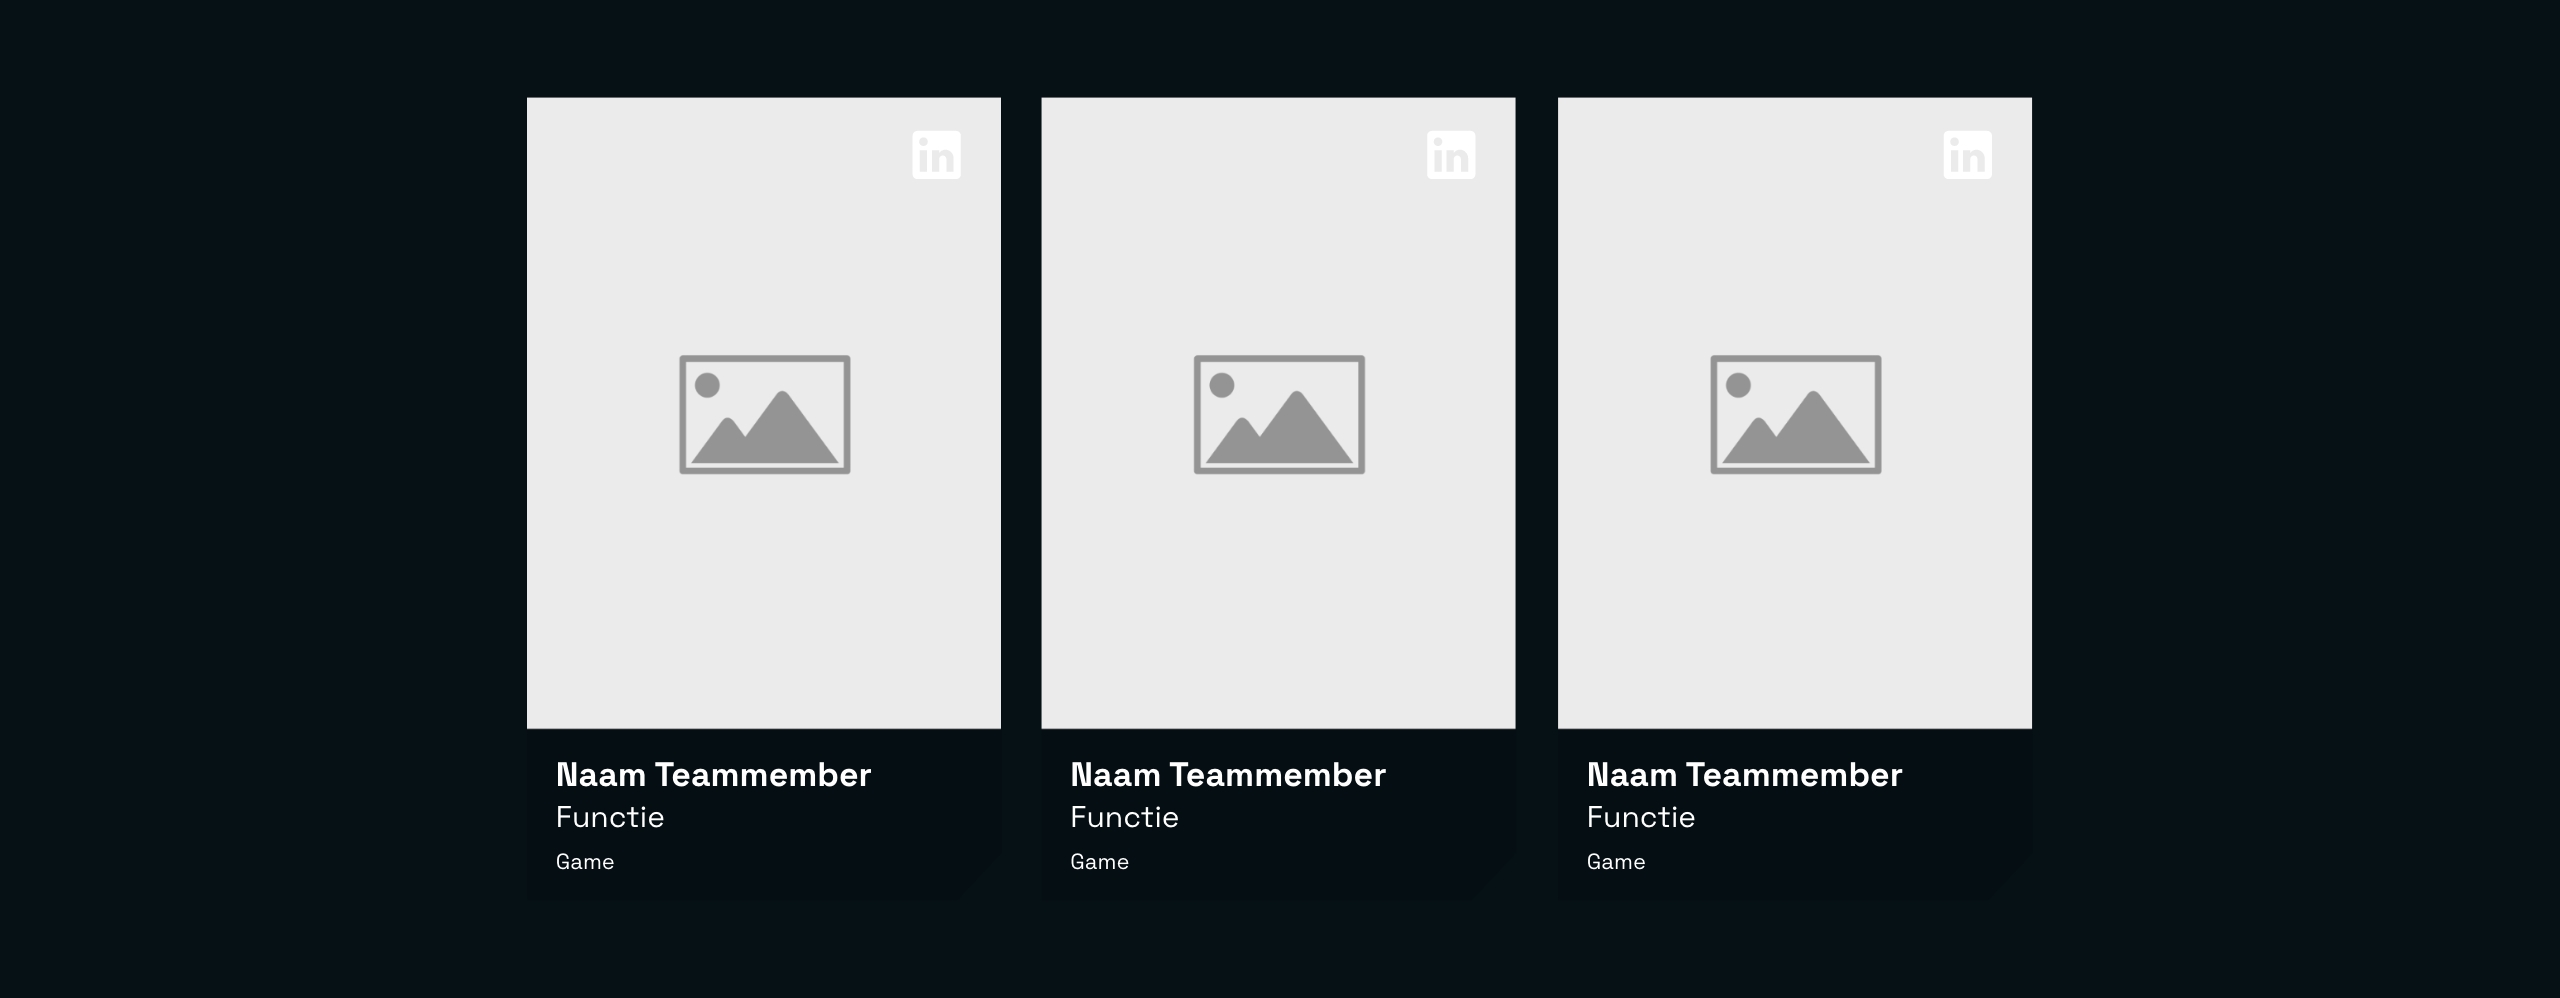 in
in
in
Naam Teammember
Functie
Game
Naam Teammember
Functie
Game
Naam Teammember
Functie
Game